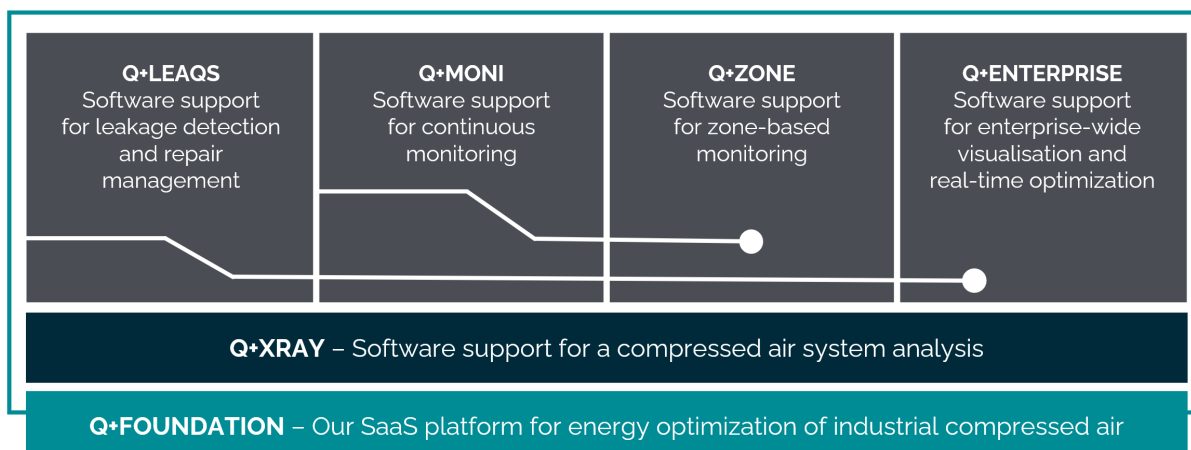 Q+LEAQS
Software support
for leakage detection
and repair
management
Q+MONI
Software support
for continuous
monitoring
Q+ZONE
Software support
for zone-based
monitoring
Q+ENTERPRISE
Software support
for enterprise-wide
visualisation and
real-time optimization
Q+XRAY – Software support for a compressed air system analysis
Q+FOUNDATION – Our SaaS platform for energy optimization of industrial compressed air